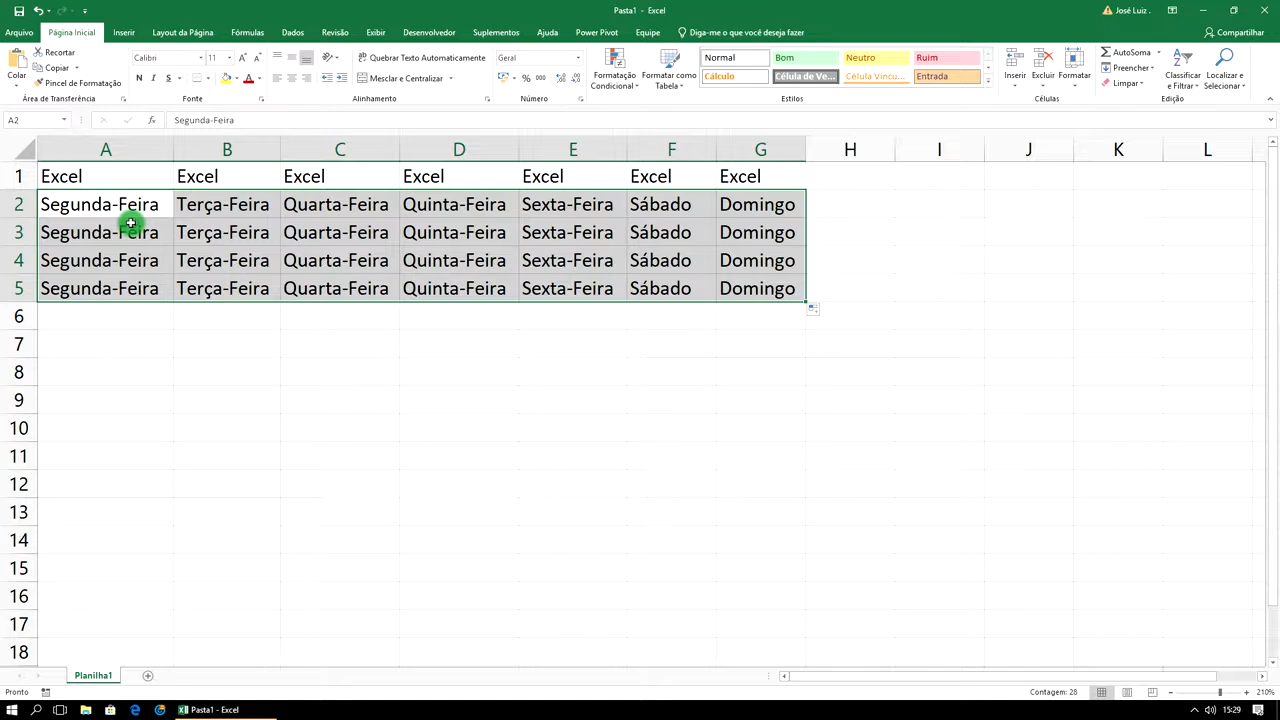 Pasta1 - Excel
José Luiz .
Arquivo Página Inicial Inserir Layout da Página Fórmulas Dados Revisão Exibir Desenvolvedor Suplementos Ajuda Power Pivot Equipe Diga-me o que você deseja fazer Compartilhar
Colar
Recortar
Copiar
Pincel de Formatação
Área de Transferência
Calibri 11
N I S
Fonte
Quebrar Texto Automaticamente
Mesclar e Centralizar
Alinhamento
Geral
% 000
Número
Formatação Condicional
Formatar como Tabela
Normal Bom Neutro Ruim
Cálculo Célula de Ve... Célula Vincu... Entrada
Estilos
Inserir Excluir Formatar
Células
AutoSoma
Preencher
Limpar
Classificar e Filtrar
Localizar e Selecionar
Edição
A2 fx Segunda-Feira
A B C D E F G H I J K L
1 Excel Excel Excel Excel Excel Excel Excel
2 Segunda-Feira Terça-Feira Quarta-Feira Quinta-Feira Sexta-Feira Sábado Domingo
3 Segunda-Feira Terça-Feira Quarta-Feira Quinta-Feira Sexta-Feira Sábado Domingo
4 Segunda-Feira Terça-Feira Quarta-Feira Quinta-Feira Sexta-Feira Sábado Domingo
5 Segunda-Feira Terça-Feira Quarta-Feira Quinta-Feira Sexta-Feira Sábado Domingo
6
7
8
9
10
11
12
13
14
15
16
17
18
Planilha1
Pronto Contagem: 28 210%
Pasta1 - Excel 15:29